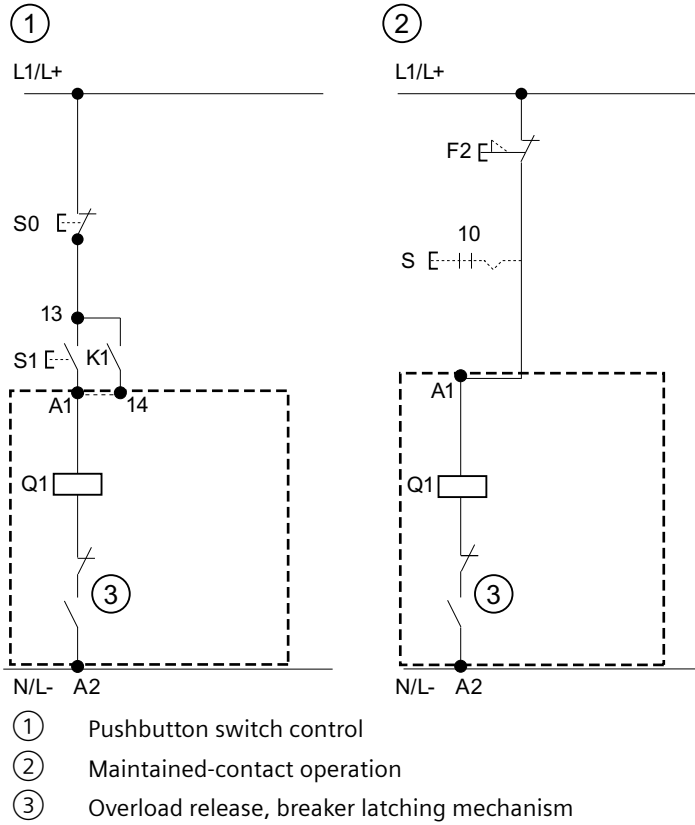 1
L1/L+
S0
13
S1
K1
A1
14
Q1
3
N/L-
A2
2
L1/L+
F2
10
S
A1
Q1
3
N/L-
A2
1 Pushbutton switch control
2 Maintained-contact operation
3 Overload release, breaker latching mechanism